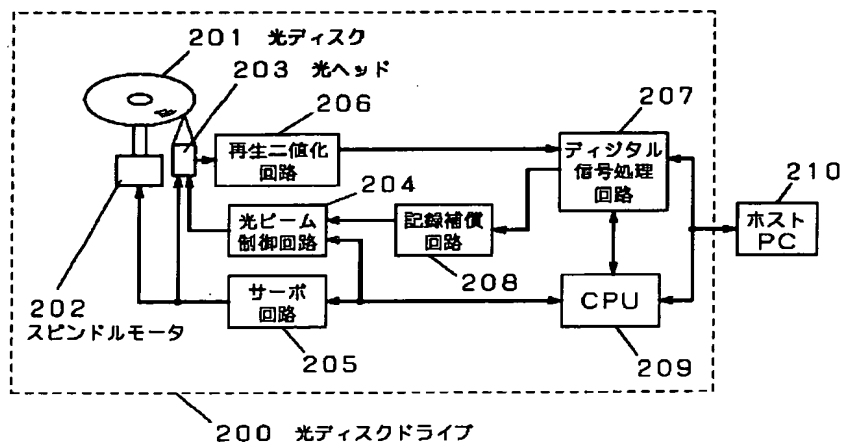 201 光ディスク
203 光ヘッド
206
207
再生二値化
回路
ディジタル
信号処理
回路
204
210
光ビーム
制御回路
記録補償
回路
ホスト
PC
208
202
スピンドルモータ
サーボ
回路
CPU
205
209
200 光ディスクドライブ